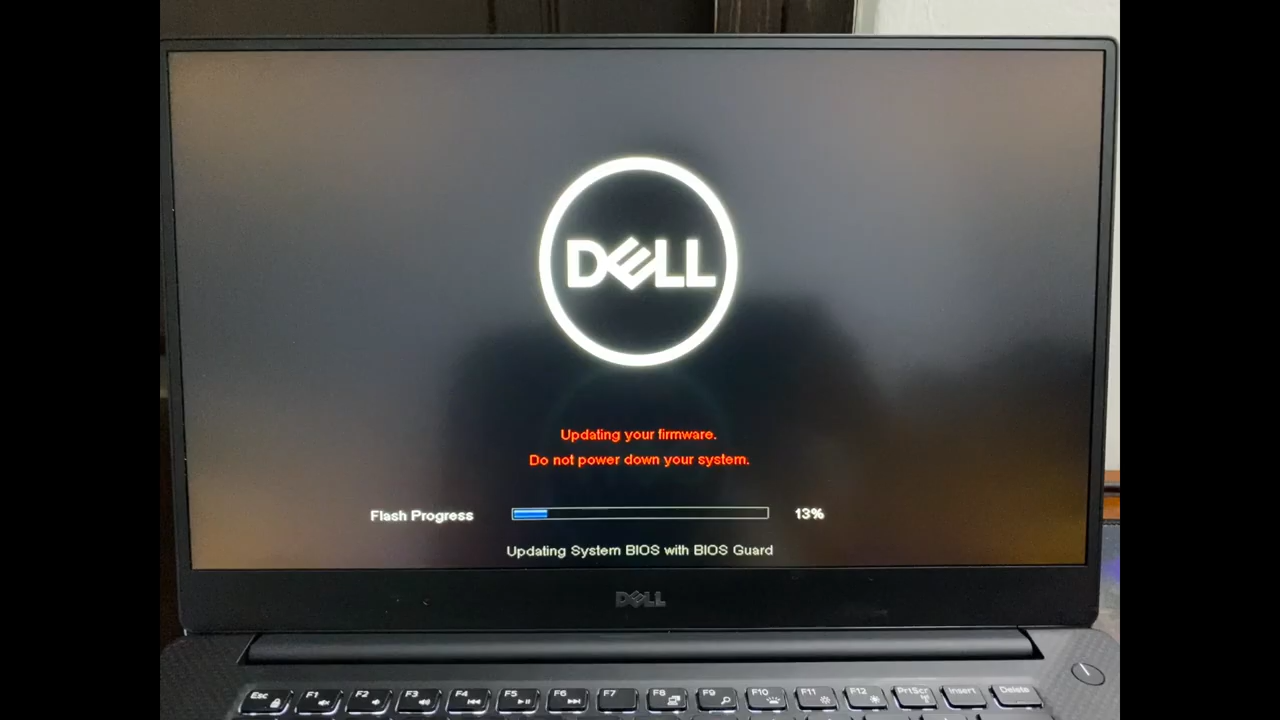 DELL
Updating your firmware.
Do not power down your system.
Flash Progress 13%
Updating System BIOS with BIOS Guard
DELL
Esc F1 F2 F3 F4 F5 F6 F7 F8 F9 F10 F11 F12 PrtScr Insert Delete